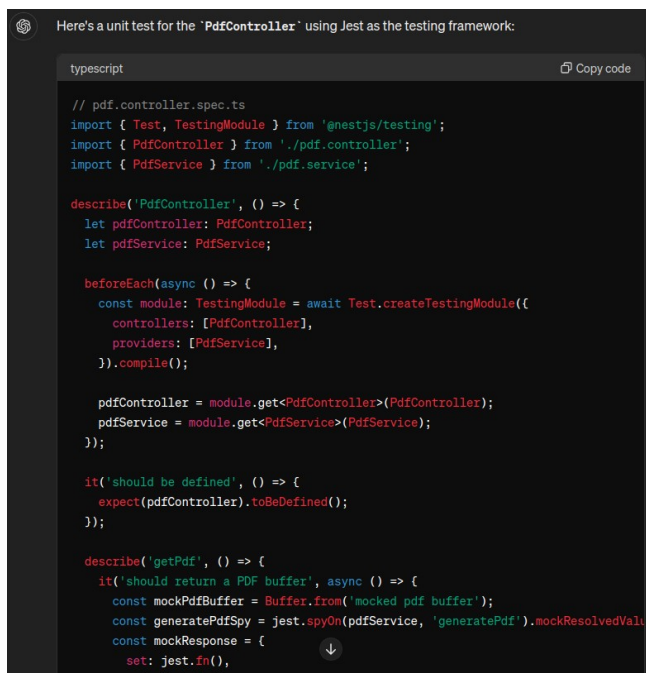 Here's a unit test for the `PdfController` using Jest as the testing framework:
typescript
Copy code
// pdf.controller.spec.ts
import { Test, TestingModule } from '@nestjs/testing';
import { PdfController } from './pdf.controller';
import { PdfService } from './pdf.service';
describe('PdfController', () => {
let pdfController: PdfController;
let pdfService: PdfService;
beforeEach(async () => {
const module: TestingModule = await Test.createTestingModule({
controllers: [PdfController],
providers: [PdfService],
}).compile();
pdfController = module.get<PdfController>(PdfController);
pdfService = module.get<PdfService>(PdfService);
});
it('should be defined', () => {
expect(pdfController).toBeDefined();
});
describe('getPdf', () => {
it('should return a PDF buffer', async () => {
const mockPdfBuffer = Buffer.from('mocked pdf buffer');
const generatePdfSpy = jest.spyOn(pdfService, 'generatePdf').mockResolvedValu
const mockResponse = {
set: jest.fn(),